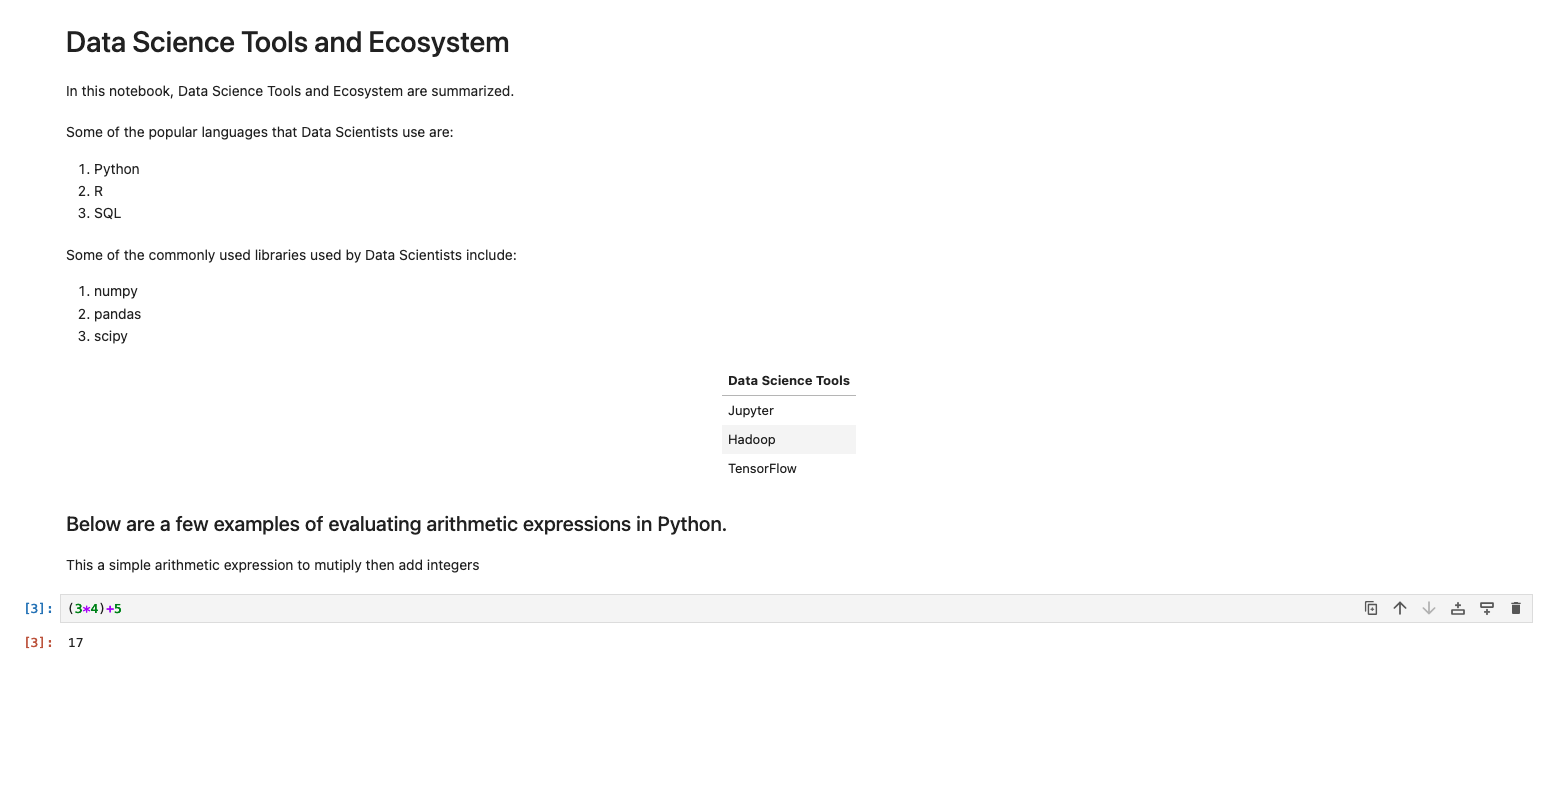 Data Science Tools and Ecosystem
In this notebook, Data Science Tools and Ecosystem are summarized.
Some of the popular languages that Data Scientists use are:
1. Python
2. R
3. SQL
Some of the commonly used libraries used by Data Scientists include:
1. numpy
2. pandas
3. scipy
Data Science Tools
Jupyter
Hadoop
TensorFlow
Below are a few examples of evaluating arithmetic expressions in Python.
This a simple arithmetic expression to mutiply then add integers
[3]: (3*4)+5
[3]: 17